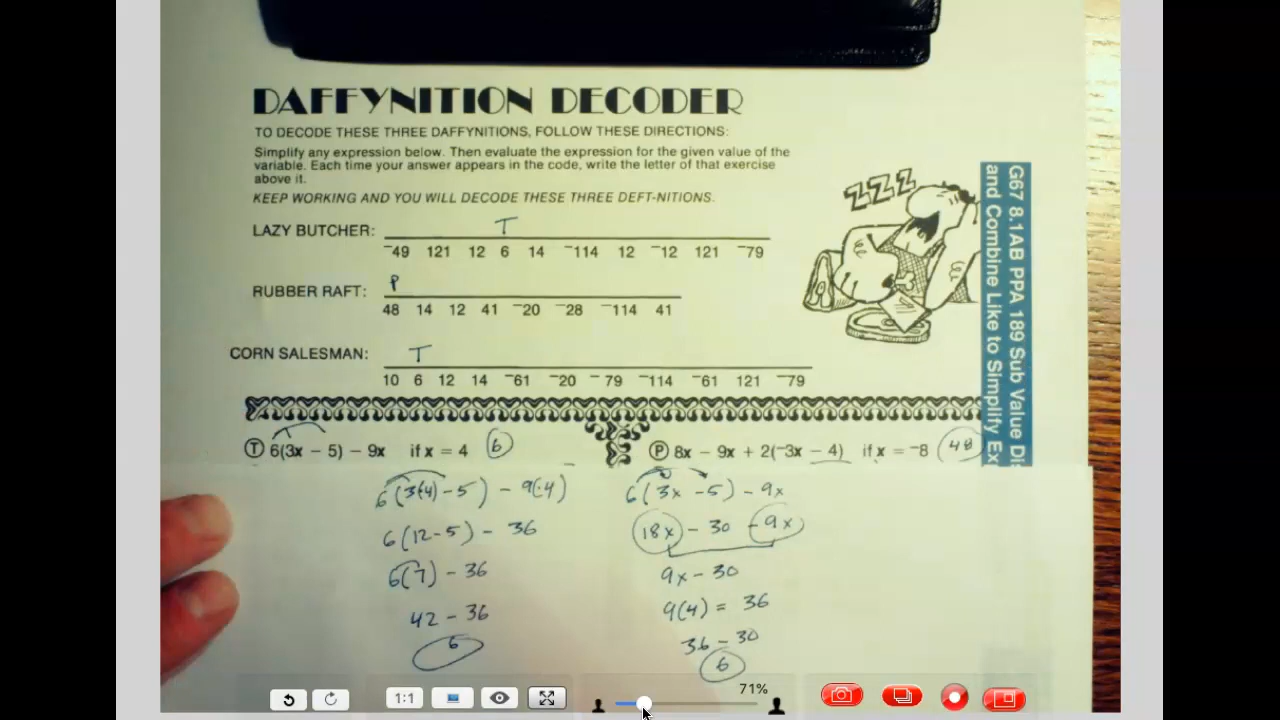 DAFFYNITION DECODER
TO DECODE THESE THREE DAFFYNITIONS, FOLLOW THESE DIRECTIONS:
Simplify any expression below. Then evaluate the expression for the given value of the
variable. Each time your answer appears in the code, write the letter of that exercise
above it.
KEEP WORKING AND YOU WILL DECODE THESE THREE DEFT-NITIONS.
ZZZ
G67 8.1AB PPA 189 Sub Value Di
and Combine Like to Simplify Ex
T
LAZY BUTCHER:
⁻49 121 12 6 14 ⁻114 12 ⁻12 121 ⁻79
P
RUBBER RAFT:
48 14 12 41 ⁻20 ⁻28 ⁻114 41
T
CORN SALESMAN:
10 6 12 14 ⁻61 ⁻20 ⁻79 ⁻114 ⁻61 121 ⁻79
Ⓣ 6(3x − 5) − 9x if x = 4 6
Ⓟ 8x − 9x + 2(⁻3x − 4) if x = ⁻8 48
6(3(4) - 5) - 9(4)
6(12 - 5) - 36
6(7) - 36
42 - 36
6
6(3x - 5) - 9x
18x - 30 - 9x
9x - 30
9(4) = 36
36 - 30
6
1:1
71%